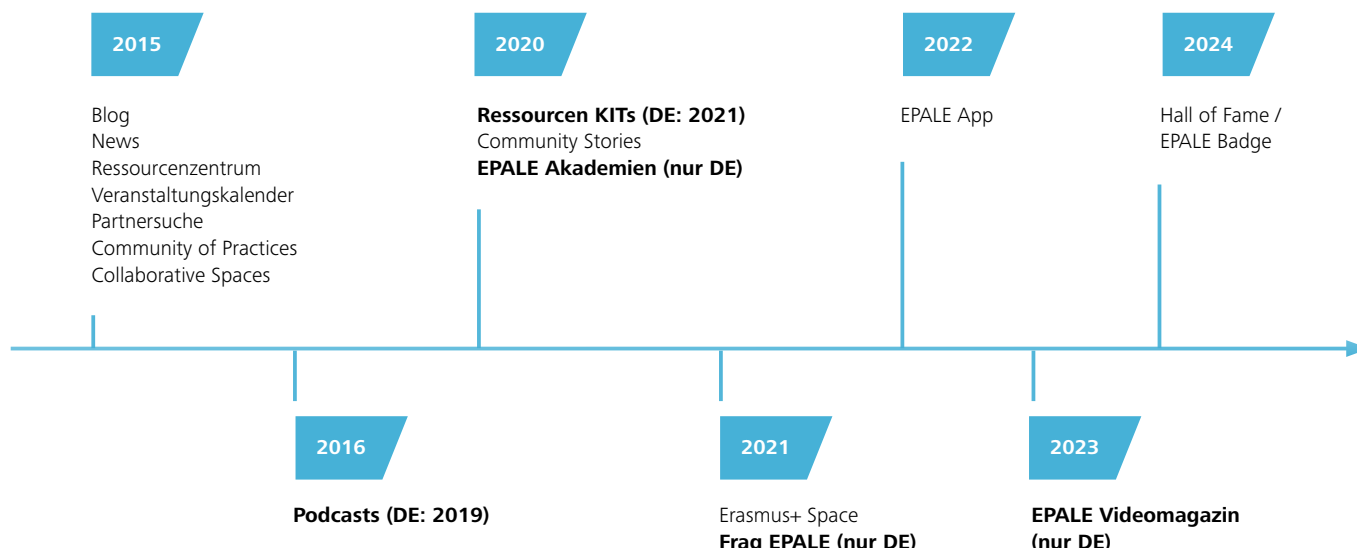 2015
Blog
News
Ressourcenzentrum
Veranstaltungskalender
Partnersuche
Community of Practices
Collaborative Spaces
2016
Podcasts (DE: 2019)
2020
Ressourcen KITs (DE: 2021)
Community Stories
EPALE Akademien (nur DE)
2021
Erasmus+ Space
Frag EPALE (nur DE)
2022
EPALE App
2023
EPALE Videomagazin
(nur DE)
2024
Hall of Fame /
EPALE Badge